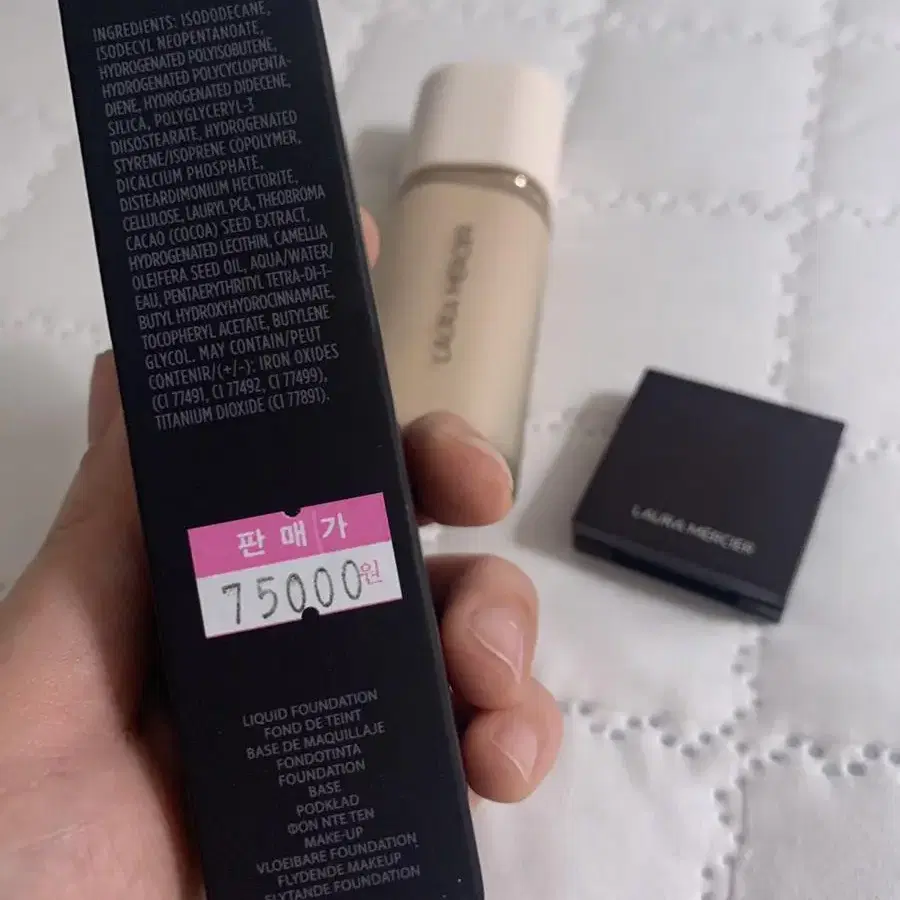 INGREDIENTS: ISODODECANE,
ISODECYL NEOPENTANOATE,
HYDROGENATED POLYISOBUTENE,
HYDROGENATED POLYCYCLOPENTA-
DIENE, HYDROGENATED DIDECENE,
SILICA, POLYGLYCERYL-3
DIISOSTEARATE, HYDROGENATED
STYRENE/ISOPRENE COPOLYMER,
DICALCIUM PHOSPHATE,
DISTEARDIMONIUM HECTORITE,
CELLULOSE, LAURYL PCA, THEOBROMA
CACAO (COCOA) SEED EXTRACT,
HYDROGENATED LECITHIN, CAMELLIA
OLEIFERA SEED OIL, AQUA/WATER/
EAU, PENTAERYTHRITYL TETRA-DI-T-
BUTYL HYDROXYHYDROCINNAMATE,
TOCOPHERYL ACETATE, BUTYLENE
GLYCOL. MAY CONTAIN/PEUT
CONTENIR/(+/-): IRON OXIDES
(CI 77491, CI 77492, CI 77499),
TITANIUM DIOXIDE (CI 77891).
판매가
75000원
LIQUID FOUNDATION
FOND DE TEINT
BASE DE MAQUILLAJE
FONDOTINTA
FOUNDATION
BASE
PODKŁAD
ΦΟΝ ΝΤΕ ΤΕΝ
MAKE-UP
VLOEIBARE FOUNDATION
FLYDENDE MAKEUP
FLYTANDE FOUNDATION
LAURA MERCIER
LAURA MERCIER